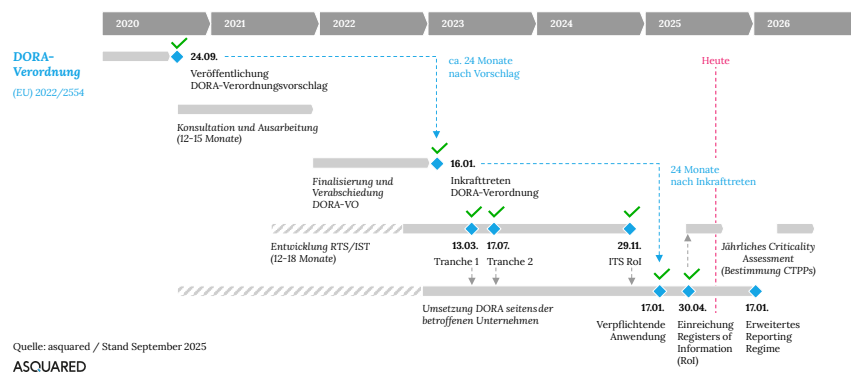 2020 2021 2022 2023 2024 2025 2026
DORA-
Verordnung
(EU) 2022/2554
24.09.
Veröffentlichung
DORA-Verordnungsvorschlag
ca. 24 Monate
nach Vorschlag
Heute
Konsultation und Ausarbeitung
(12-15 Monate)
Finalisierung und
Verabschiedung
DORA-VO
16.01.
Inkrafttreten
DORA-Verordnung
24 Monate
nach Inkrafttreten
Entwicklung RTS/IST
(12-18 Monate)
13.03.
Tranche 1
17.07.
Tranche 2
29.11.
ITS RoI
Jährliches Criticality
Assessment
(Bestimmung CTPPs)
Umsetzung DORA seitens der
betroffenen Unternehmen
17.01.
Verpflichtende
Anwendung
30.04.
Einreichung
Registers of
Information
(RoI)
17.01.
Erweitertes
Reporting
Regime
Quelle: asquared / Stand September 2025
ASQUARED